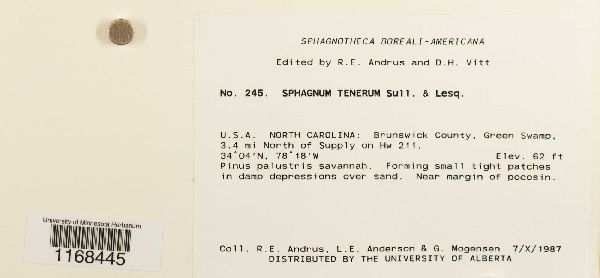 SPHAGNOTHECA BOREALI-AMERICANA
Edited by R.E. Andrus and D.H. Vitt
No. 245. SPHAGNUM TENERUM Sull. & Lesq.
U.S.A. NORTH CAROLINA: Brunswick County, Green Swamp,
3.4 mi North of Supply on Hw 211.
34°04'N, 78°18'W Elev. 62 ft
Pinus palustris savannah. Forming small tight patches
in damp depressions over sand. Near margin of pocosin.
Coll. R.E. Andrus, L.E. Anderson & G. Mogensen 7/X/1987
DISTRIBUTED BY THE UNIVERSITY OF ALBERTA
University of Minnesota Herbarium
1168445